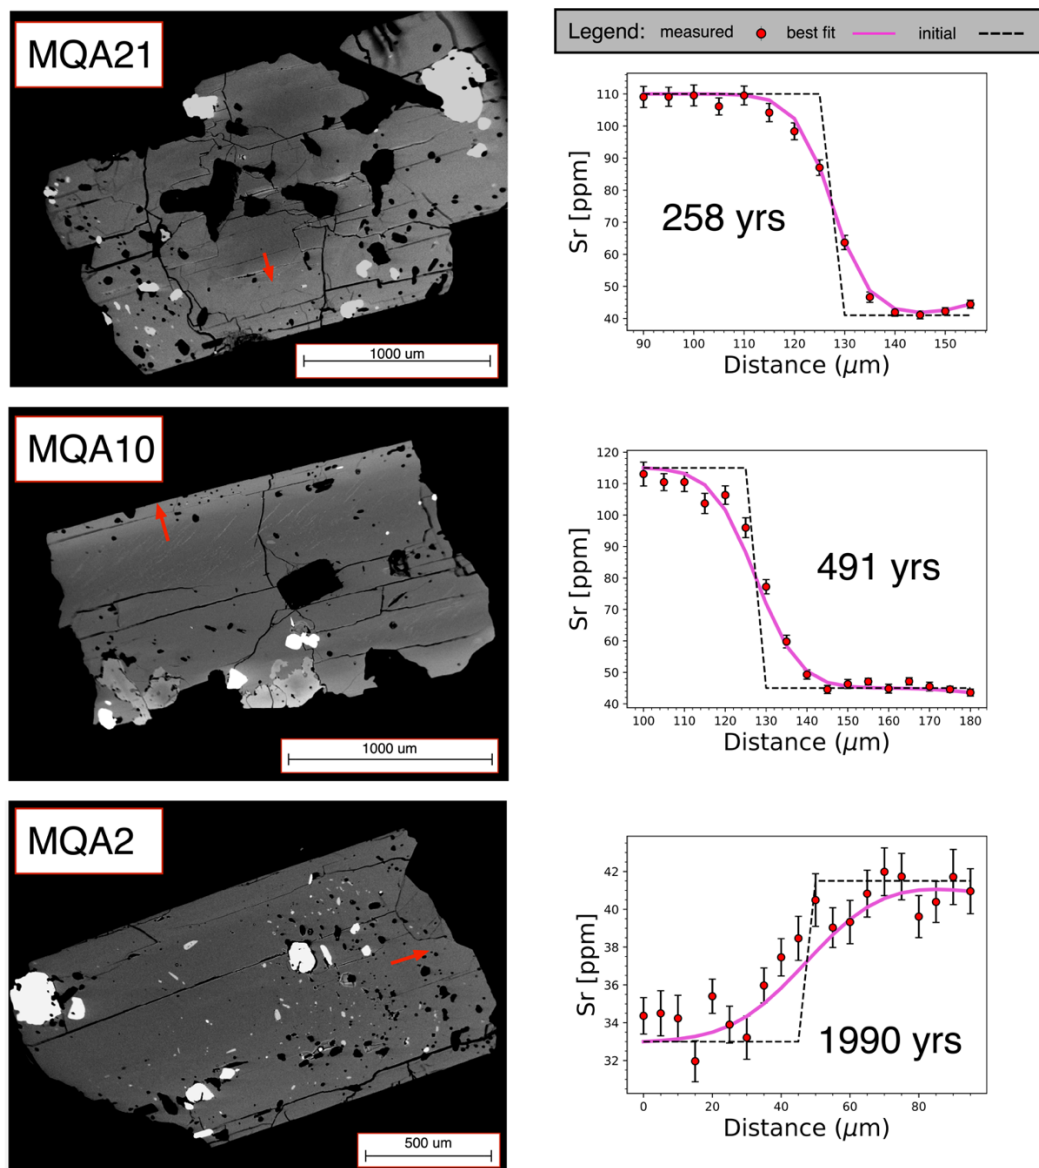 MQA21
1000 um
Legend: measured best fit initial
110
100
90
80
70
60
50
40
Sr [ppm]
258 yrs
90 100 110 120 130 140 150
Distance (μm)
MQA10
1000 um
120
110
100
90
80
70
60
50
40
Sr [ppm]
491 yrs
100 110 120 130 140 150 160 170 180
Distance (μm)
MQA2
500 um
42
40
38
36
34
32
Sr [ppm]
1990 yrs
0 20 40 60 80
Distance (μm)